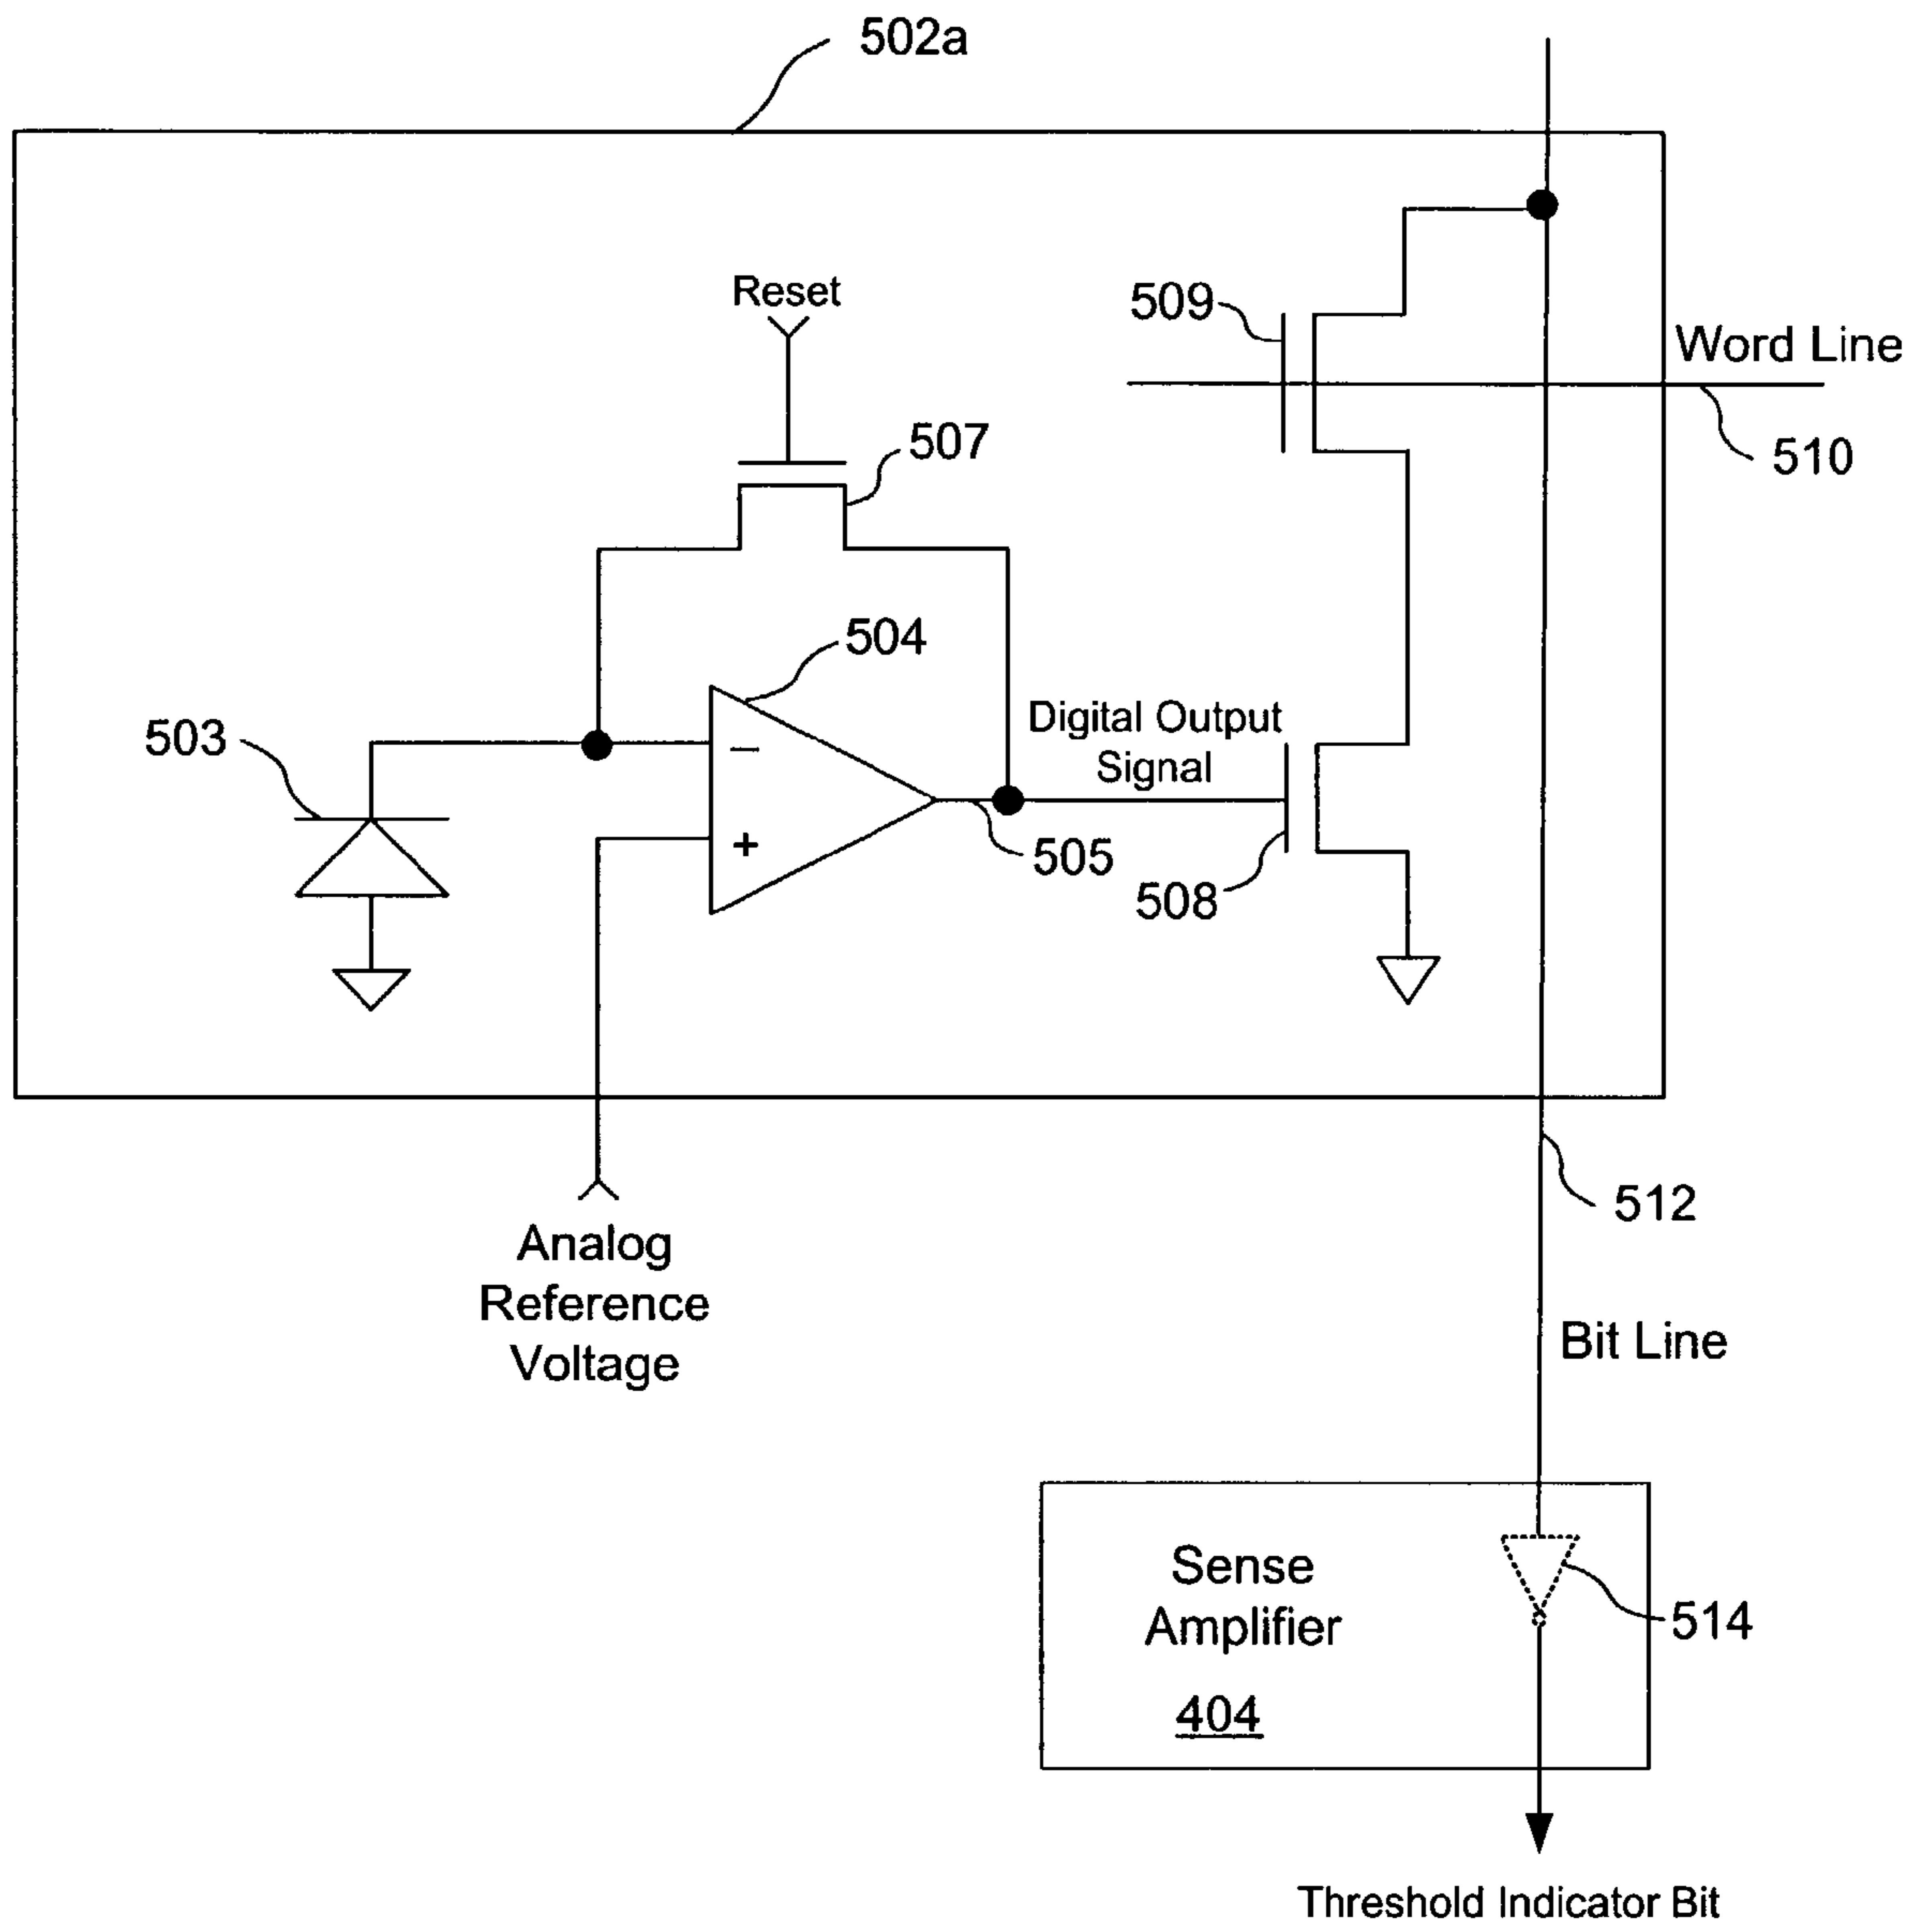 502a
Reset
509
Word Line
507
510
504
503
Digital Output
Signal
−
+
505
508
512
Analog
Reference
Voltage
Bit Line
Sense
Amplifier
514
404
Threshold Indicator Bit